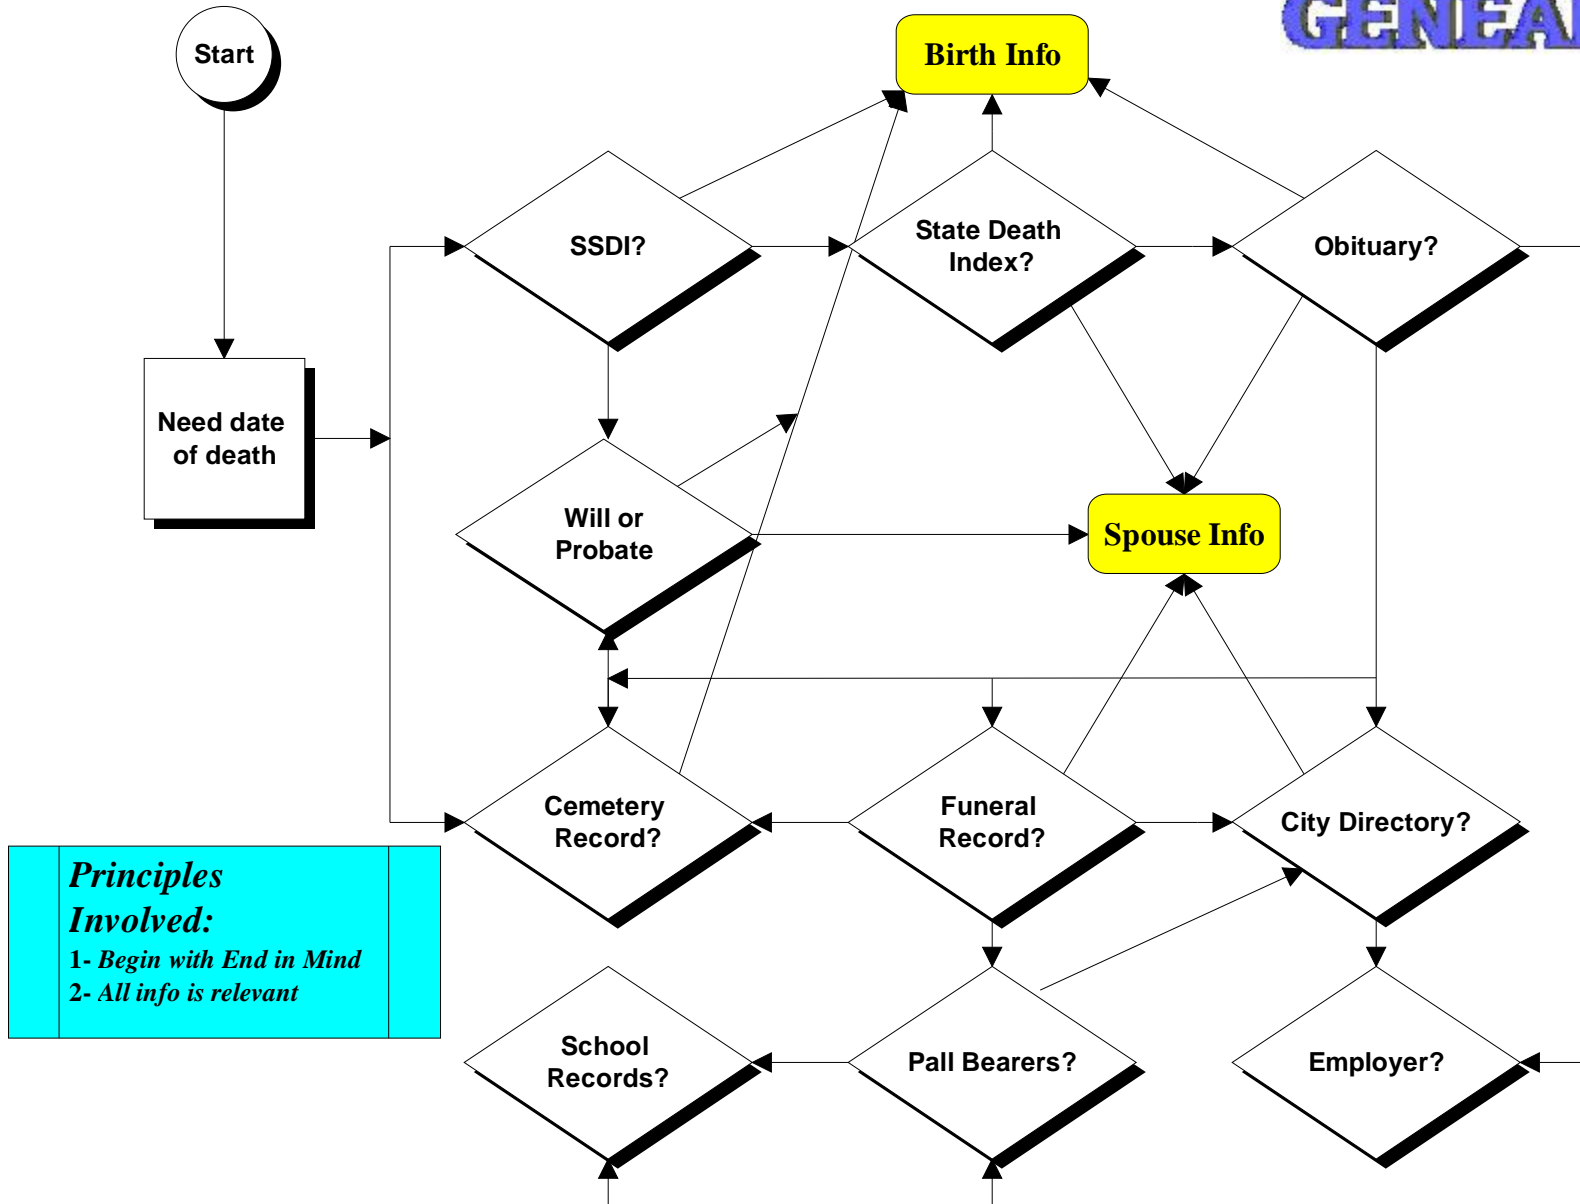 GENEAL
Start
Birth Info
SSDI?
State Death
Index?
Obituary?
Need date
of death
Will or
Probate
Spouse Info
Cemetery
Record?
Funeral
Record?
City Directory?
Principles
Involved:
1- Begin with End in Mind
2- All info is relevant
School
Records?
Pall Bearers?
Employer?